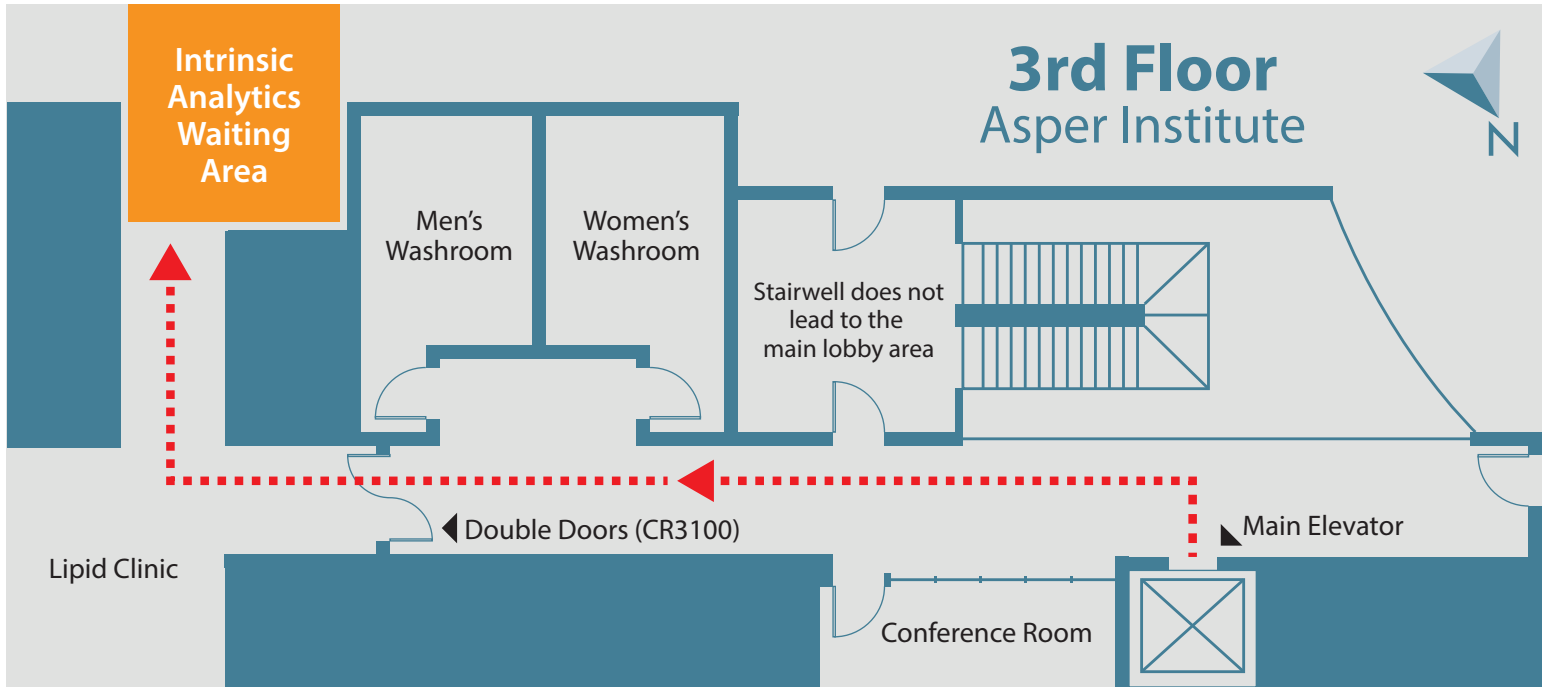 Intrinsic
Analytics
Waiting
Area
3rd Floor
Asper Institute
N
Men's
Washroom
Women's
Washroom
Stairwell does not
lead to the
main lobby area
Double Doors (CR3100)
Main Elevator
Lipid Clinic
Conference Room